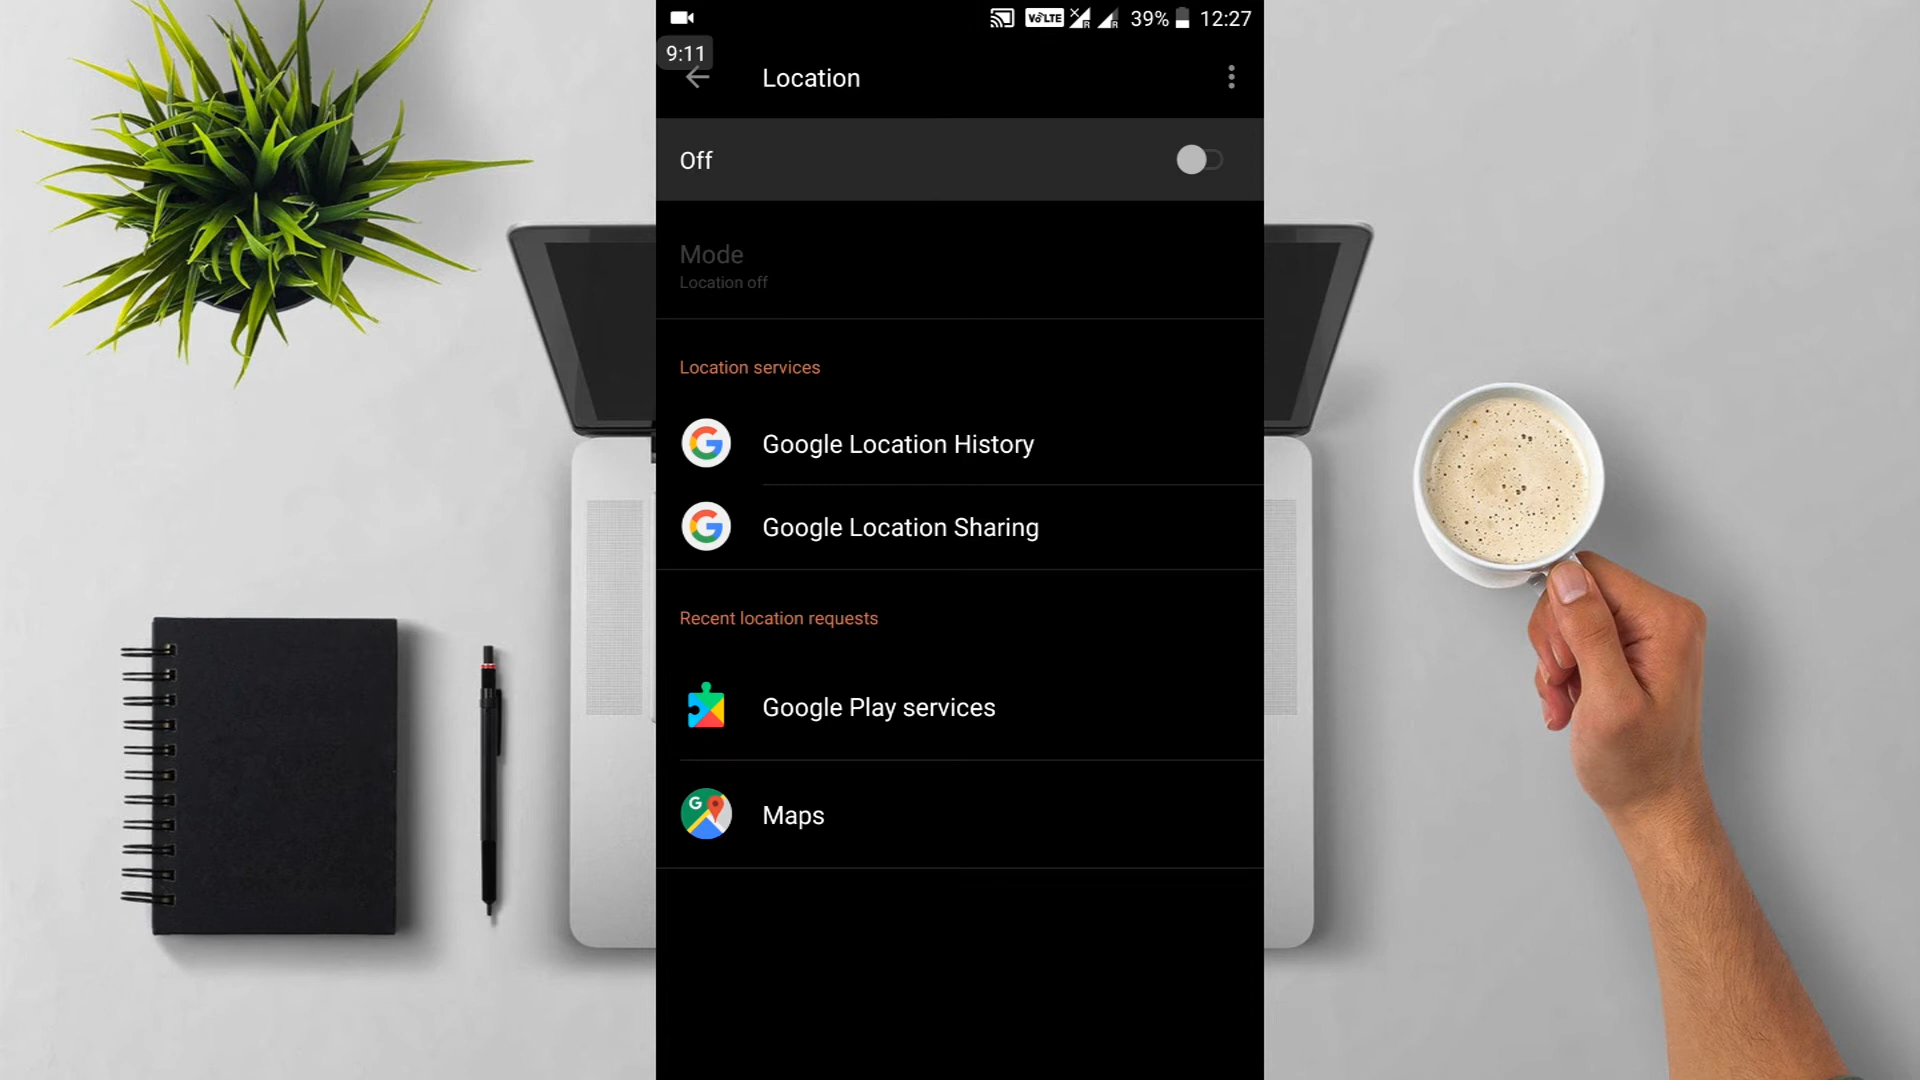 VoLTE R R 39% 12:27
9:11
Location
Off
Mode
Location off
Location services
G Google Location History
G Google Location Sharing
Recent location requests
Google Play services
G Maps